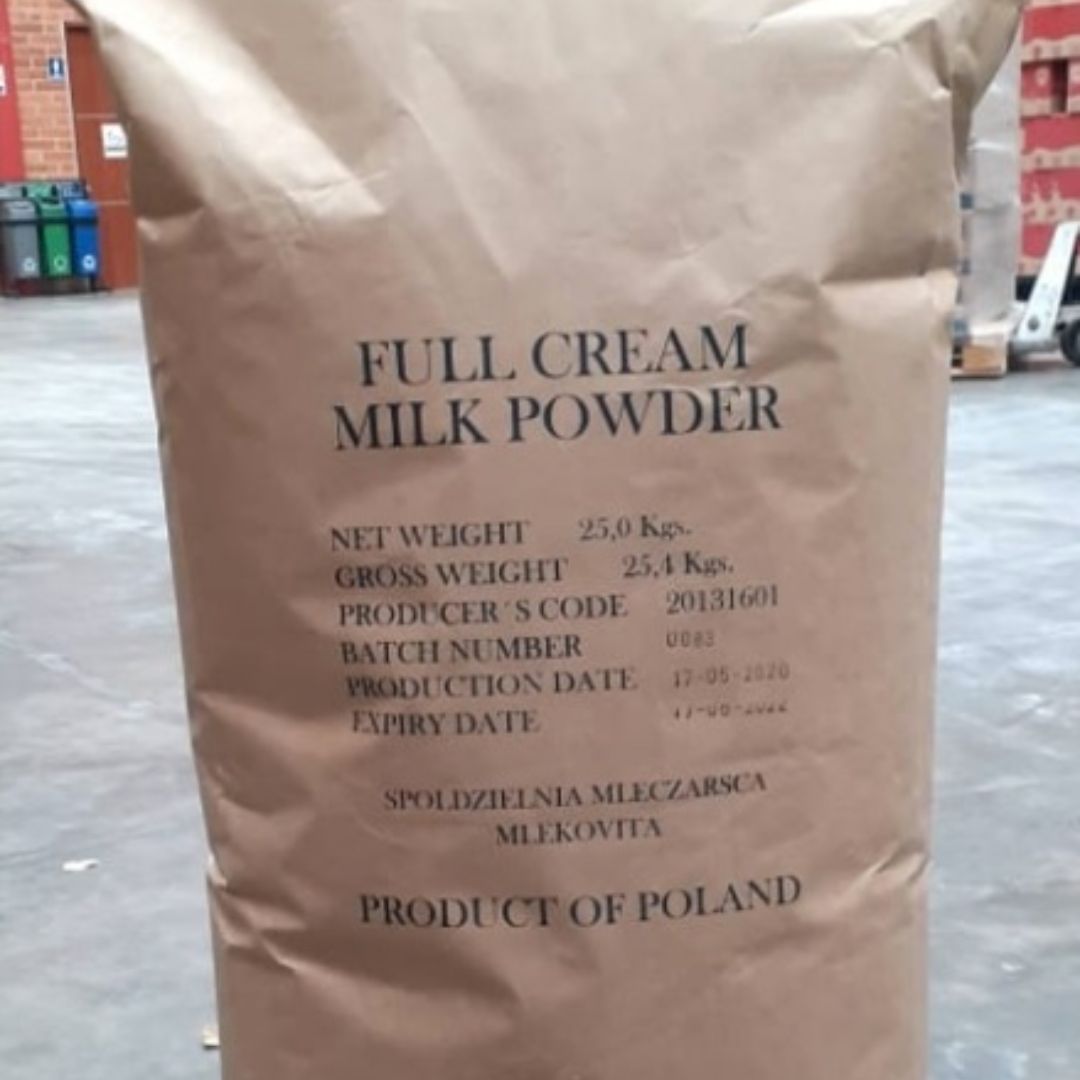 FULL CREAM
MILK POWDER
NET WEIGHT 25,0 Kgs.
GROSS WEIGHT 25,4 Kgs.
PRODUCER´S CODE 20131601
BATCH NUMBER 0083
PRODUCTION DATE 17-05-2020
EXPIRY DATE
SPOLDZIELNIA MLECZARSCA
MLEKOVITA
PRODUCT OF POLAND